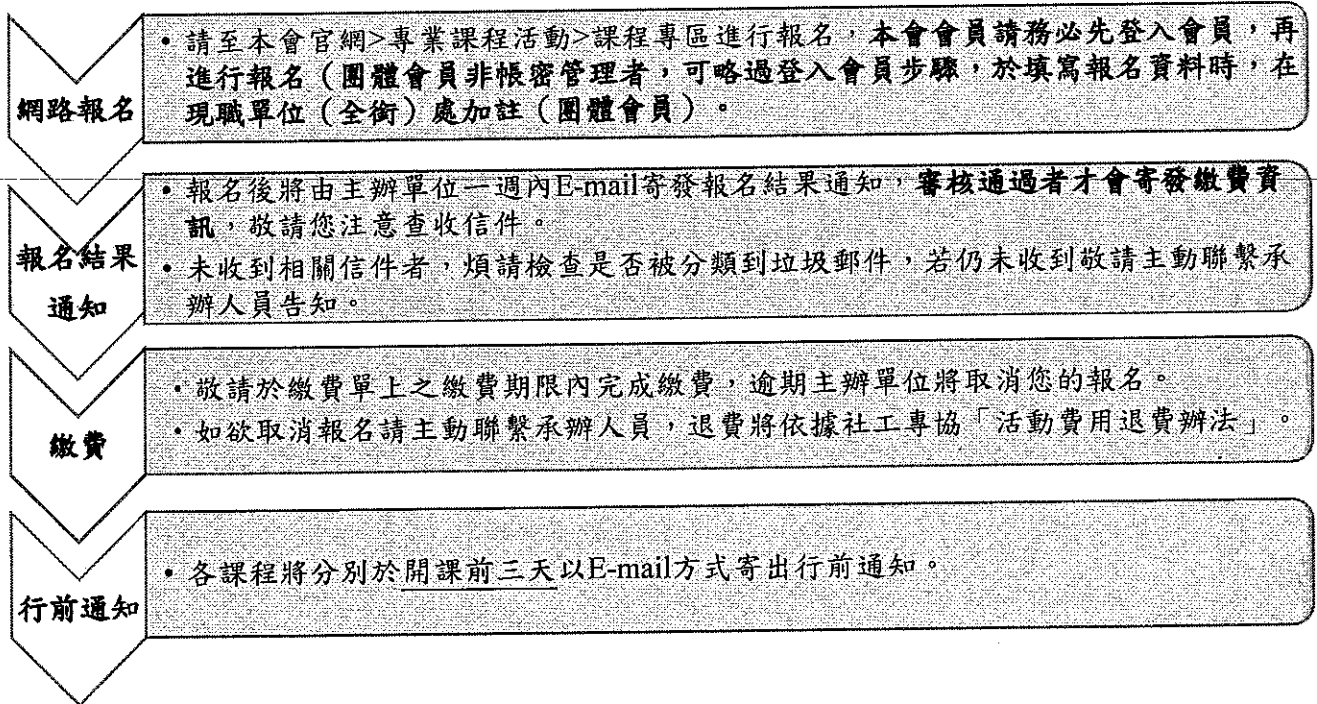 網路報名
• 請至本會官網>專業課程活動>課程專區進行報名，本會會員請務必先登入會員，再
進行報名（團體會員非帳密管理者，可略過登入會員步驟，於填寫報名資料時，在
現職單位（全銜）處加註（團體會員）。
報名結果
通知
• 報名後將由主辦單位一週內E-mail寄發報名結果通知，審核通過者才會寄發繳費資
訊，敬請您注意查收信件。
• 未收到相關信件者，煩請檢查是否被分類到垃圾郵件，若仍未收到敬請主動聯繫承
辦人員告知。
繳費
• 敬請於繳費單上之繳費期限內完成繳費，逾期主辦單位將取消您的報名。
• 如欲取消報名請主動聯繫承辦人員，退費將依據社工專協「活動費用退費辦法」。
行前通知
• 各課程將分別於開課前三天以E-mail方式寄出行前通知。